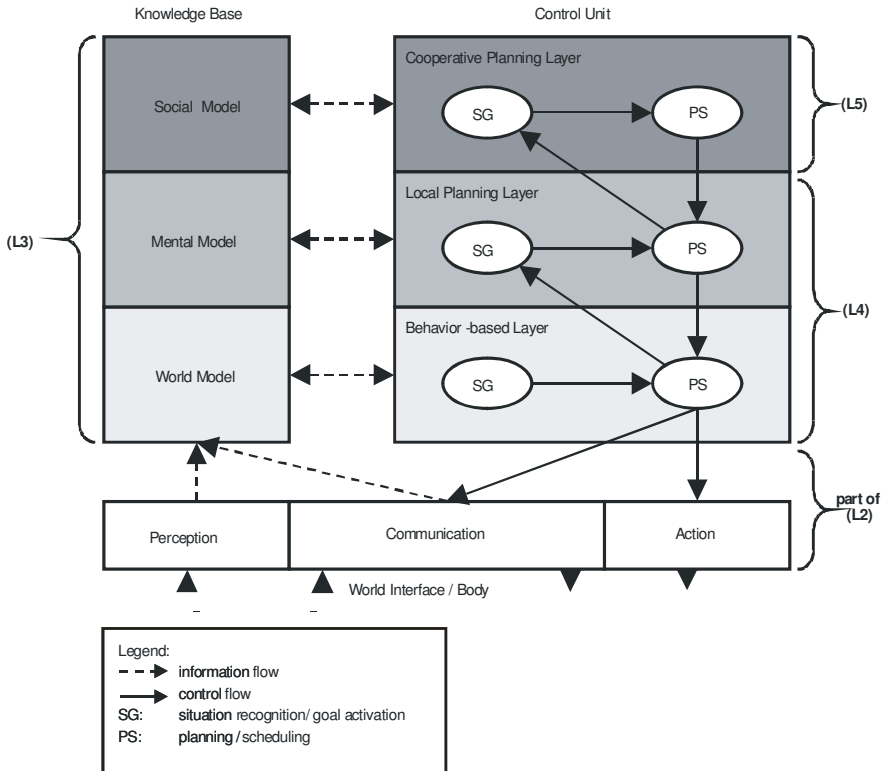 Knowledge Base
Control Unit
Cooperative Planning Layer
Social Model
SG
PS
(L5)
Local Planning Layer
(L3)
Mental Model
SG
PS
(L4)
Behavior -based Layer
World Model
SG
PS
part of
(L2)
Perception
Communication
Action
World Interface / Body
Legend:
information flow
control flow
SG: situation recognition/ goal activation
PS: planning / scheduling